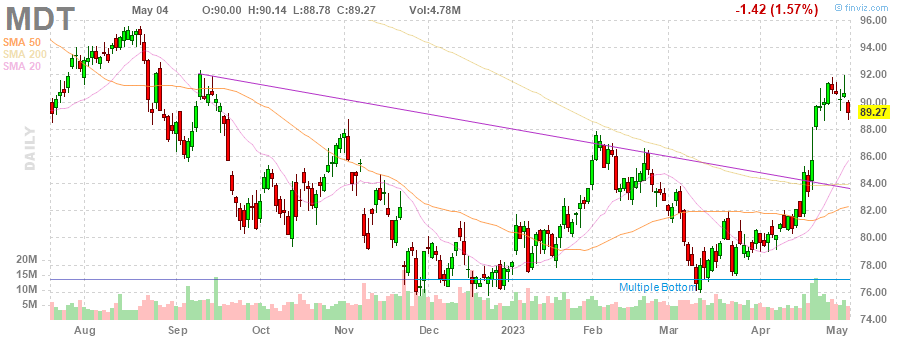 MDT May 04 O:90.00 H:90.14 L:88.78 C:89.27 Vol:4.78M -1.42 (1.57%) © finviz.com
SMA 50
SMA 200
SMA 20
96.00
94.00
92.00
90.00
89.27
88.00
86.00
84.00
82.00
80.00
78.00
76.00
74.00
DAILY
20M
15M
10M
5M
Multiple Bottom
Aug Sep Oct Nov Dec 2023 Feb Mar Apr May